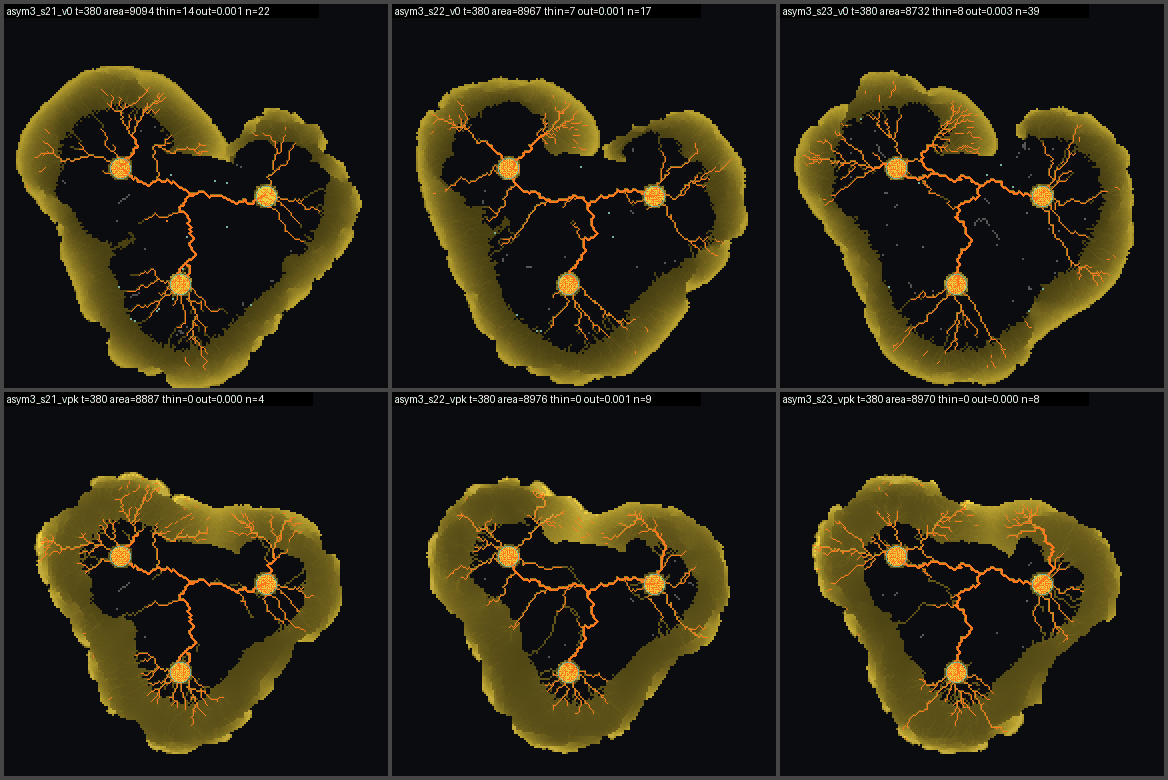 asym3_s21_v0 t=380 area=9094 thin=14 out=0.001 n=22
asym3_s22_v0 t=380 area=8967 thin=7 out=0.001 n=17
asym3_s23_v0 t=380 area=8732 thin=8 out=0.003 n=39
asym3_s21_vpk t=380 area=8887 thin=0 out=0.000 n=4
asym3_s22_vpk t=380 area=8976 thin=0 out=0.001 n=9
asym3_s23_vpk t=380 area=8970 thin=0 out=0.000 n=8